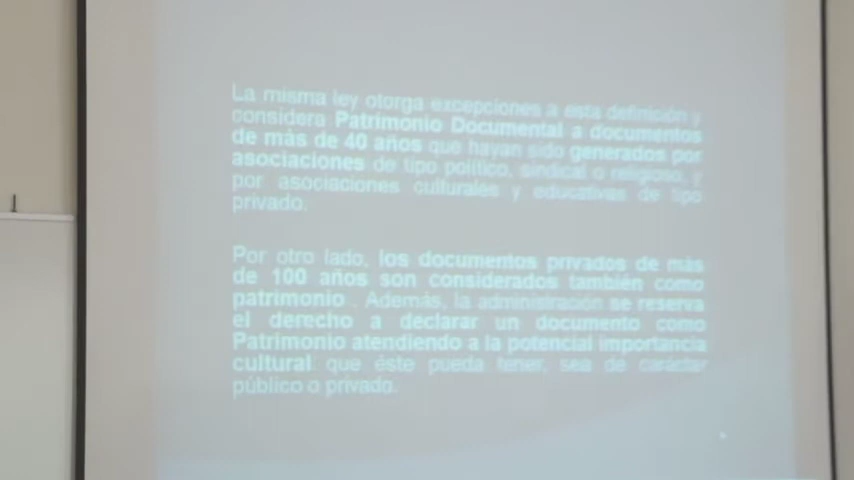 La misma ley otorga excepciones a esta definición y
considera Patrimonio Documental a documentos
de más de 40 años que hayan sido generados por
asociaciones de tipo político, sindical o religioso, y
por asociaciones culturales y educativas de tipo
privado.
Por otro lado, los documentos privados de más
de 100 años son considerados también como
patrimonio . Además, la administración se reserva
el derecho a declarar un documento como
Patrimonio atendiendo a la potencial importancia
cultural que éste pueda tener, sea de carácter
público o privado.